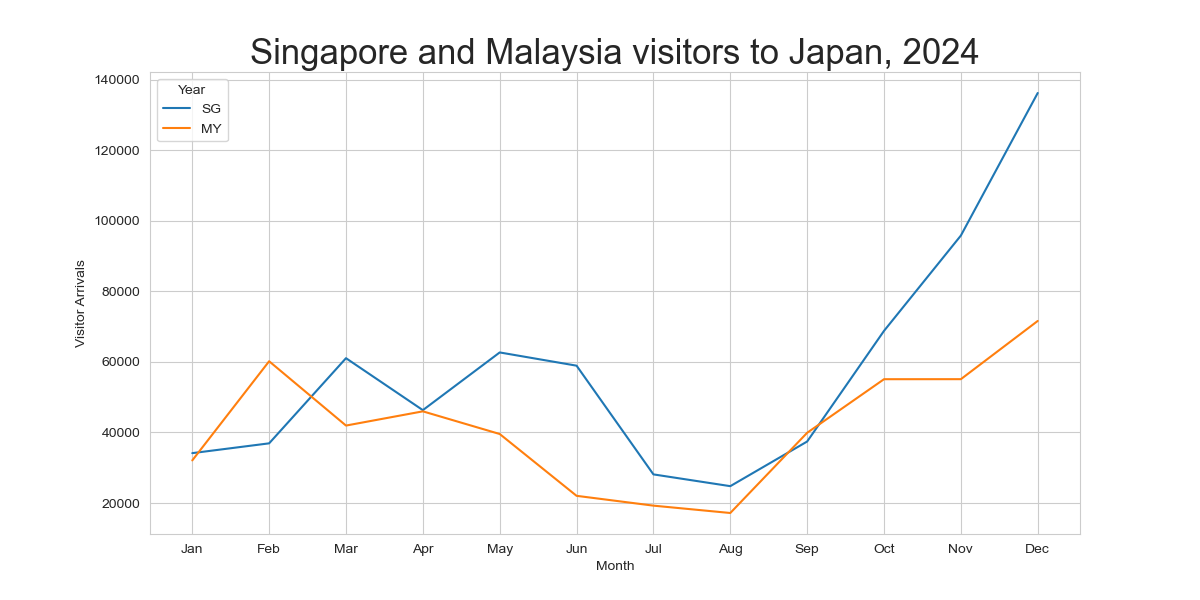 Singapore and Malaysia visitors to Japan, 2024
Year
SG
MY
140000
120000
100000
80000
60000
40000
20000
Visitor Arrivals
Jan Feb Mar Apr May Jun Jul Aug Sep Oct Nov Dec
Month